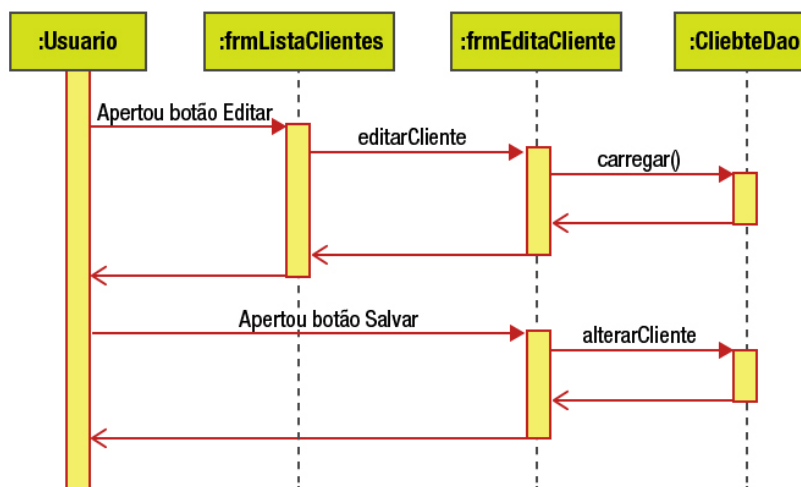 :Usuario
:frmListaClientes
:frmEditaCliente
:CliebteDao
Apertou botão Editar
editarCliente
carregar()
Apertou botão Salvar
alterarCliente